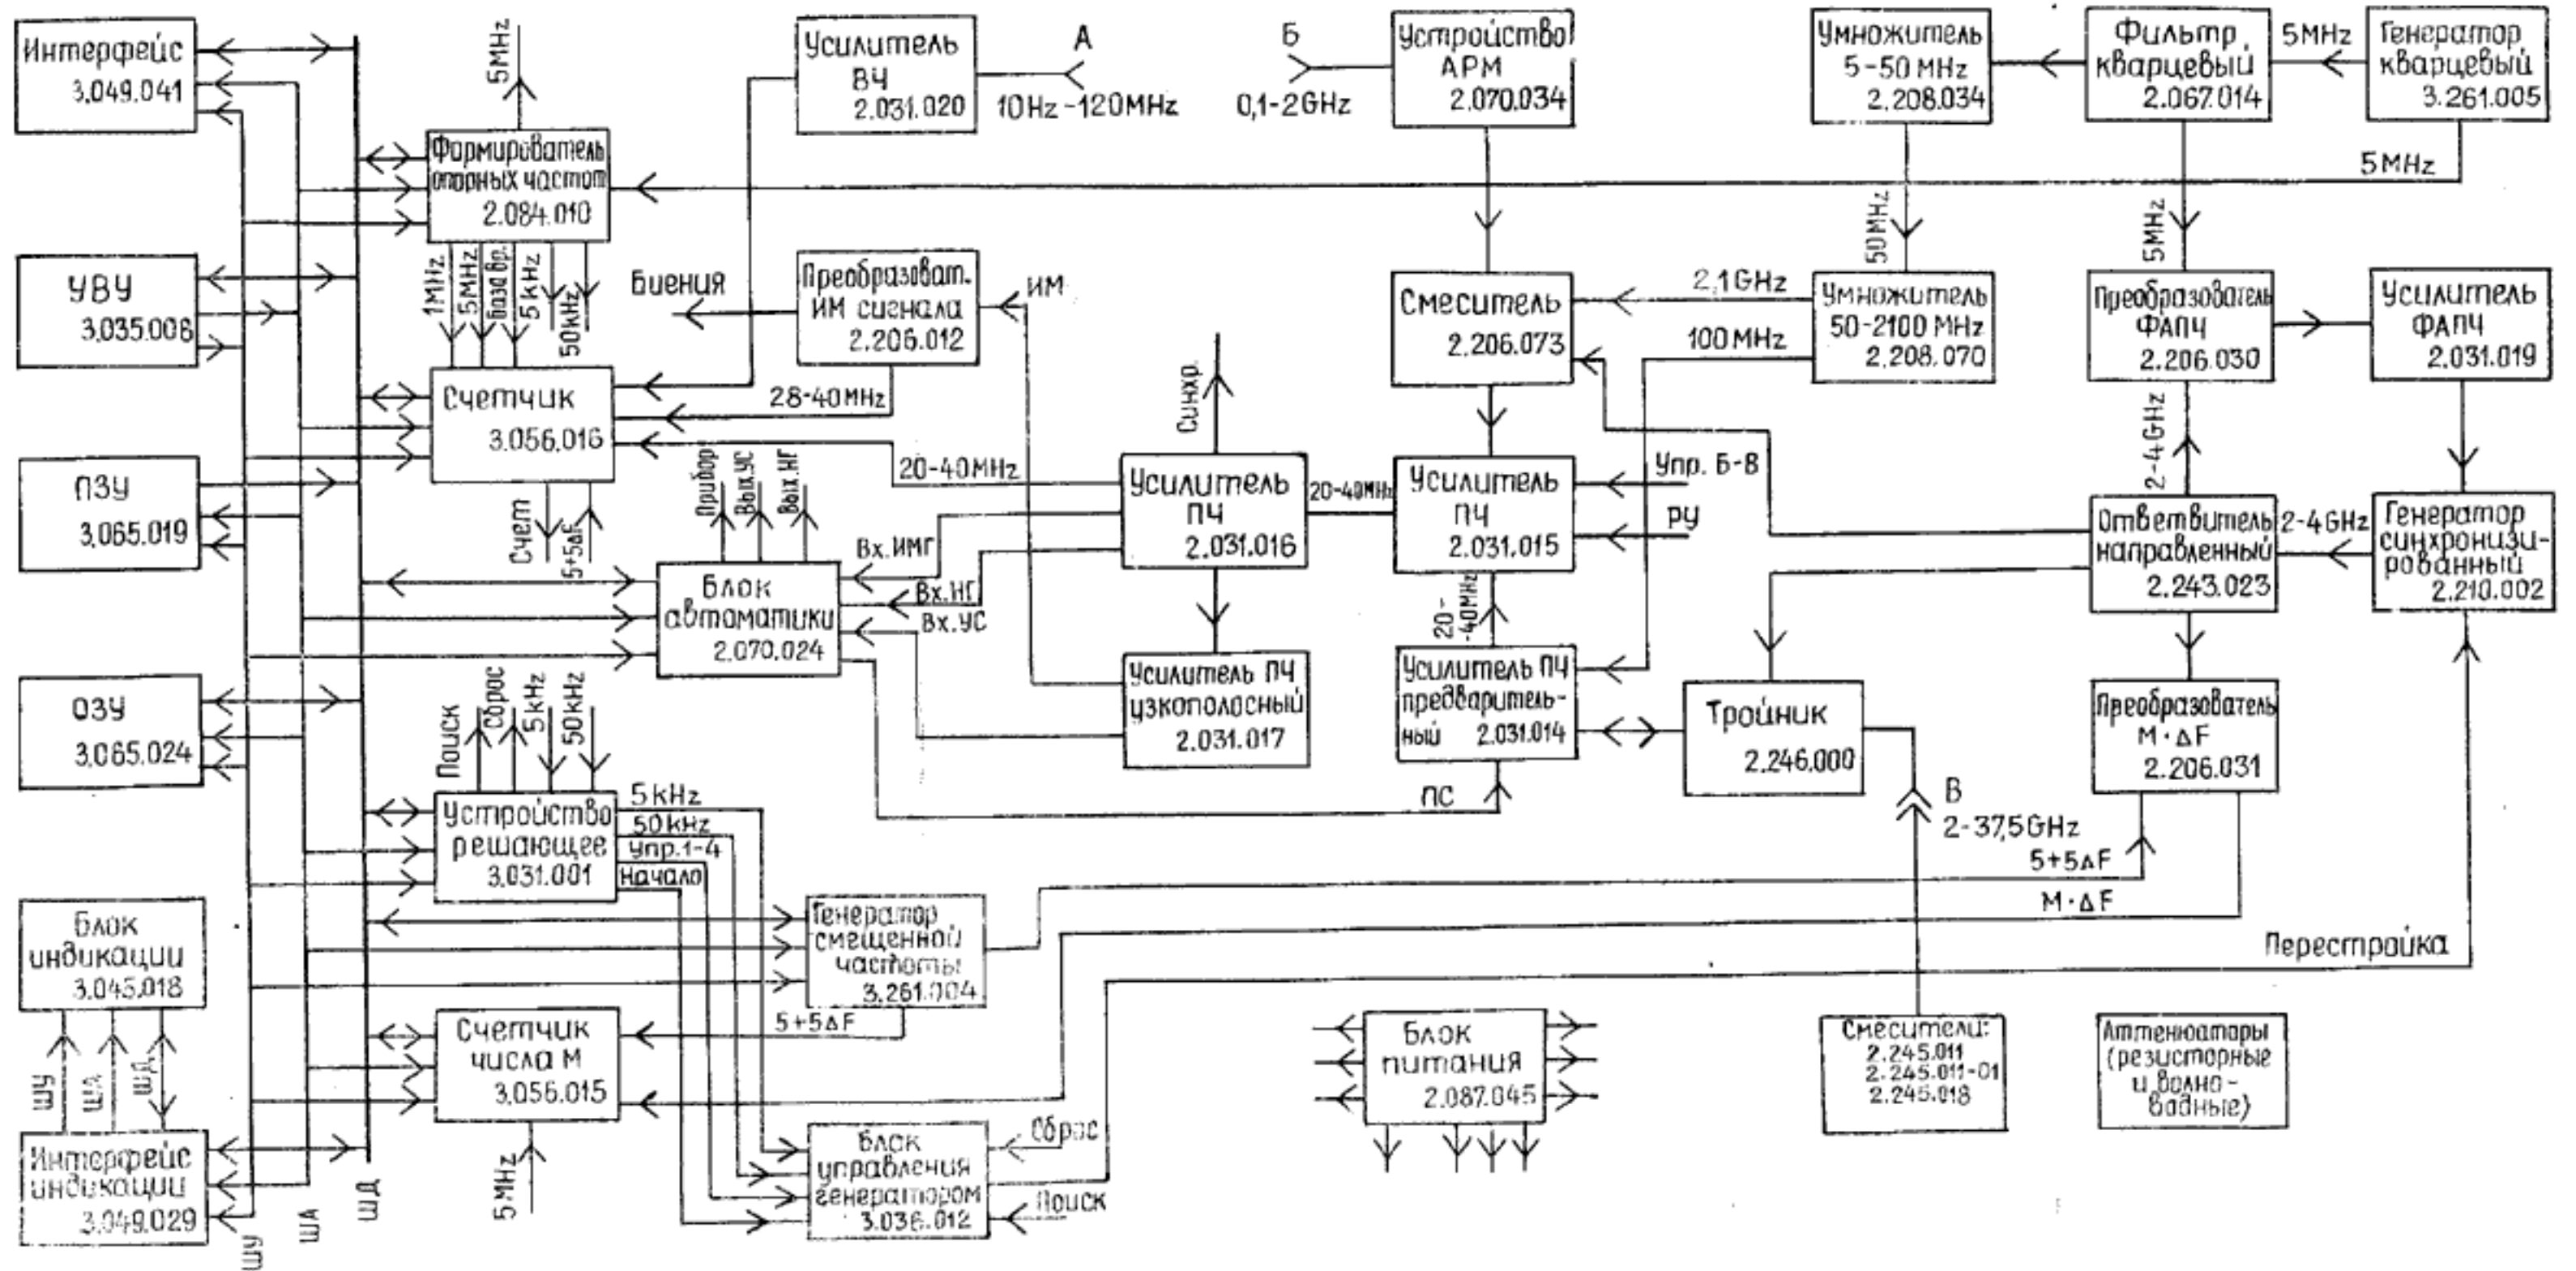 Интерфейс
3.049.041
5MHz
Усилитель
ВЧ
2.031.020
А
10Hz-120MHz
Б
0,1-2GHz
Устройство
АРМ
2.070.034
Умножитель
5-50 MHz
2.208.034
Фильтр
кварцевый
2.067.014
5MHz
Генератор
кварцевый
3.261.005
5MHz
Формирователь
опорных частот
2.084.010
1MHz
5MHz
База вр.
5kHz
50kHz
УВУ
3.035.006
Биения
Преобразоват.
ИМ сигнала
2.206.012
ИМ
28-40MHz
Смеситель
2.206.073
2,1GHz
100MHz
50MHz
Умножитель
50-2100 MHz
2.208.070
5MHz
Преобразователь
ФАПЧ
2.206.030
Усилитель
ФАПЧ
2.031.019
2-4GHz
Счетчик
3.056.016
Счет
5+5ΔF
20-40MHz
Синхр.
ПЗУ
3.065.019
Прибор
Вых.УС
Вых.НГ
Усилитель
ПЧ
2.031.016
20-40MHz
Усилитель
ПЧ
2.031.015
Упр. Б-В
РУ
Ответвитель
направленный
2.243.023
2-4GHz
Генератор
синхронизи-
рованный
2.210.002
Блок
автоматики
2.070.024
Вх.ИМГ
Вх.НГ
Вх.УС
20-
-40MHz
ОЗУ
3.065.024
Поиск
Сброс
5kHz
50kHz
Усилитель ПЧ
узкополосный
2.031.017
Усилитель ПЧ
предваритель-
ный 2.031.014
Тройник
2.246.000
Преобразователь
М·ΔF
2.206.031
Устройство
решающее
3.031.001
5kHz
50kHz
Упр.1-4
Начало
ПС
В
2-37,5GHz
5+5ΔF
М·ΔF
Перестройка
Блок
индикации
3.045.018
Генератор
смещенной
частоты
3.261.004
5+5ΔF
ШУ
ША
ШД
Счетчик
числа М
3.056.015
5MHz
Блок
питания
2.087.045
Смесители:
2.245.011
2.245.011-01
2.245.018
Аттенюаторы
(резисторные
и волно-
водные)
Интерфейс
индикации
3.049.029
ШУ
ША
ШД
Блок
управления
генератором
3.036.012
Сброс
Поиск